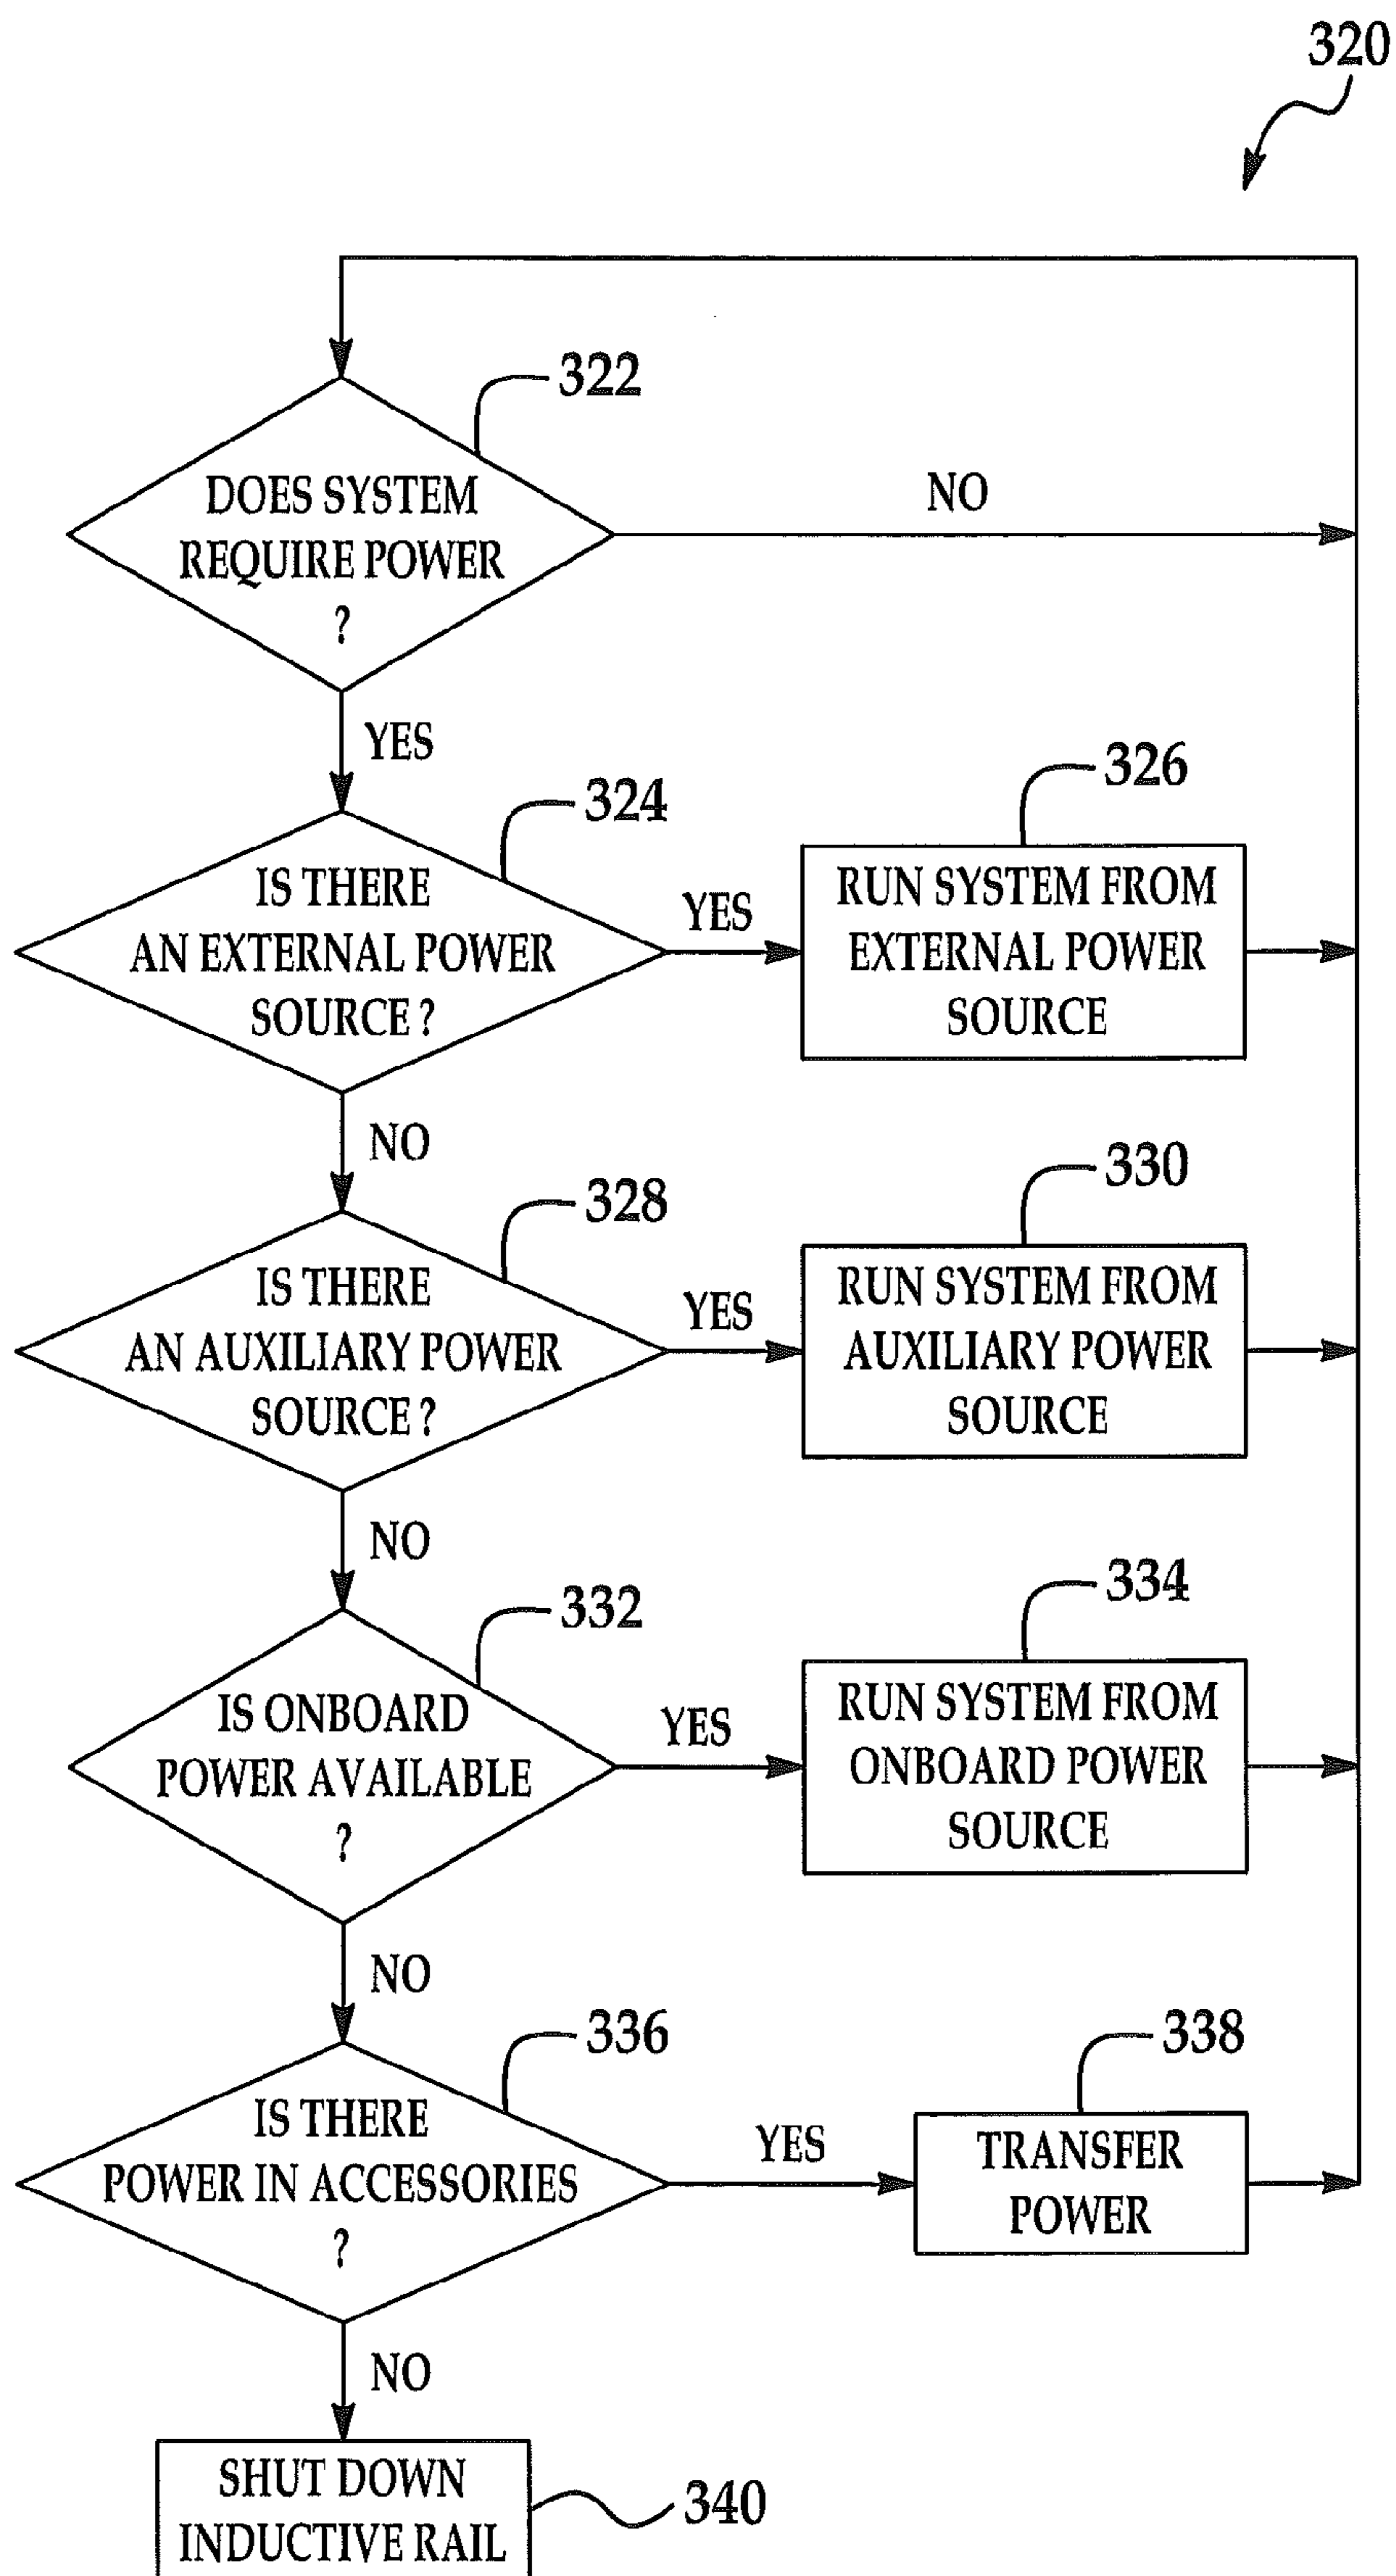 320
322
DOES SYSTEM
REQUIRE POWER
?
NO
YES
324
IS THERE
AN EXTERNAL POWER
SOURCE ?
YES
326
RUN SYSTEM FROM
EXTERNAL POWER
SOURCE
NO
328
IS THERE
AN AUXILIARY POWER
SOURCE ?
YES
330
RUN SYSTEM FROM
AUXILIARY POWER
SOURCE
NO
332
IS ONBOARD
POWER AVAILABLE
?
YES
334
RUN SYSTEM FROM
ONBOARD POWER
SOURCE
NO
336
IS THERE
POWER IN ACCESSORIES
?
YES
338
TRANSFER
POWER
NO
SHUT DOWN
INDUCTIVE RAIL
340